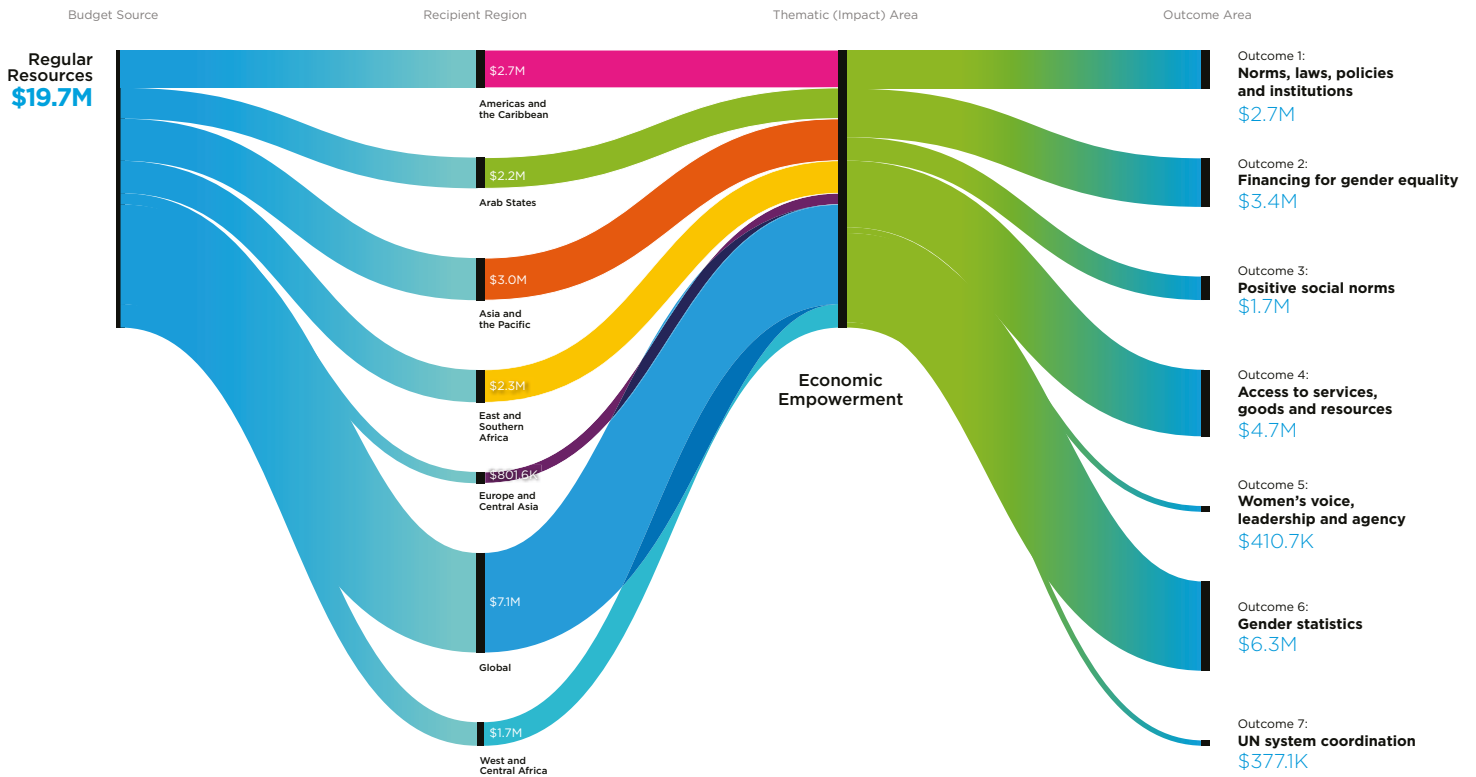 Budget Source
Recipient Region
Thematic (Impact) Area
Outcome Area
Regular
Resources
$19.7M
$2.7M
Americas and
the Caribbean
$2.2M
Arab States
$3.0M
Asia and
the Pacific
$2.3M
East and
Southern
Africa
$801.6K
Europe and
Central Asia
$7.1M
Global
$1.7M
West and
Central Africa
Economic
Empowerment
Outcome 1:
Norms, laws, policies
and institutions
$2.7M
Outcome 2:
Financing for gender equality
$3.4M
Outcome 3:
Positive social norms
$1.7M
Outcome 4:
Access to services,
goods and resources
$4.7M
Outcome 5:
Women’s voice,
leadership and agency
$410.7K
Outcome 6:
Gender statistics
$6.3M
Outcome 7:
UN system coordination
$377.1K